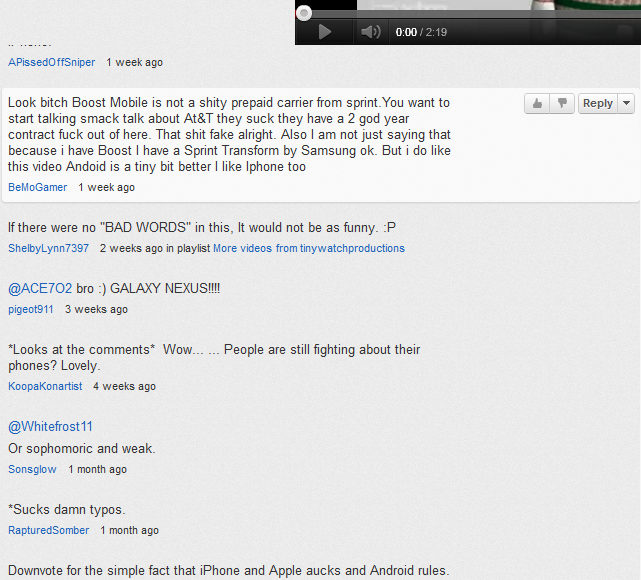 0:00 / 2:19
APissedOffSniper 1 week ago
Look bitch Boost Mobile is not a shity prepaid carrier from sprint.You want to
start talking smack talk about At&T they suck they have a 2 god year
contract fuck out of here. That shit fake alright. Also I am not just saying that
because i have Boost I have a Sprint Transform by Samsung ok. But i do like
this video Andoid is a tiny bit better I like Iphone too
Reply
BeMoGamer 1 week ago
If there were no "BAD WORDS" in this, It would not be as funny. :P
ShelbyLynn7397 2 weeks ago in playlist More videos from tinywatchproductions
@ACE7O2 bro :) GALAXY NEXUS!!!!
pigeot911 3 weeks ago
*Looks at the comments* Wow... ... People are still fighting about their
phones? Lovely.
KoopaKonartist 4 weeks ago
@Whitefrost11
Or sophomoric and weak.
Sonsglow 1 month ago
*Sucks damn typos.
RapturedSomber 1 month ago
Downvote for the simple fact that iPhone and Apple aucks and Android rules.